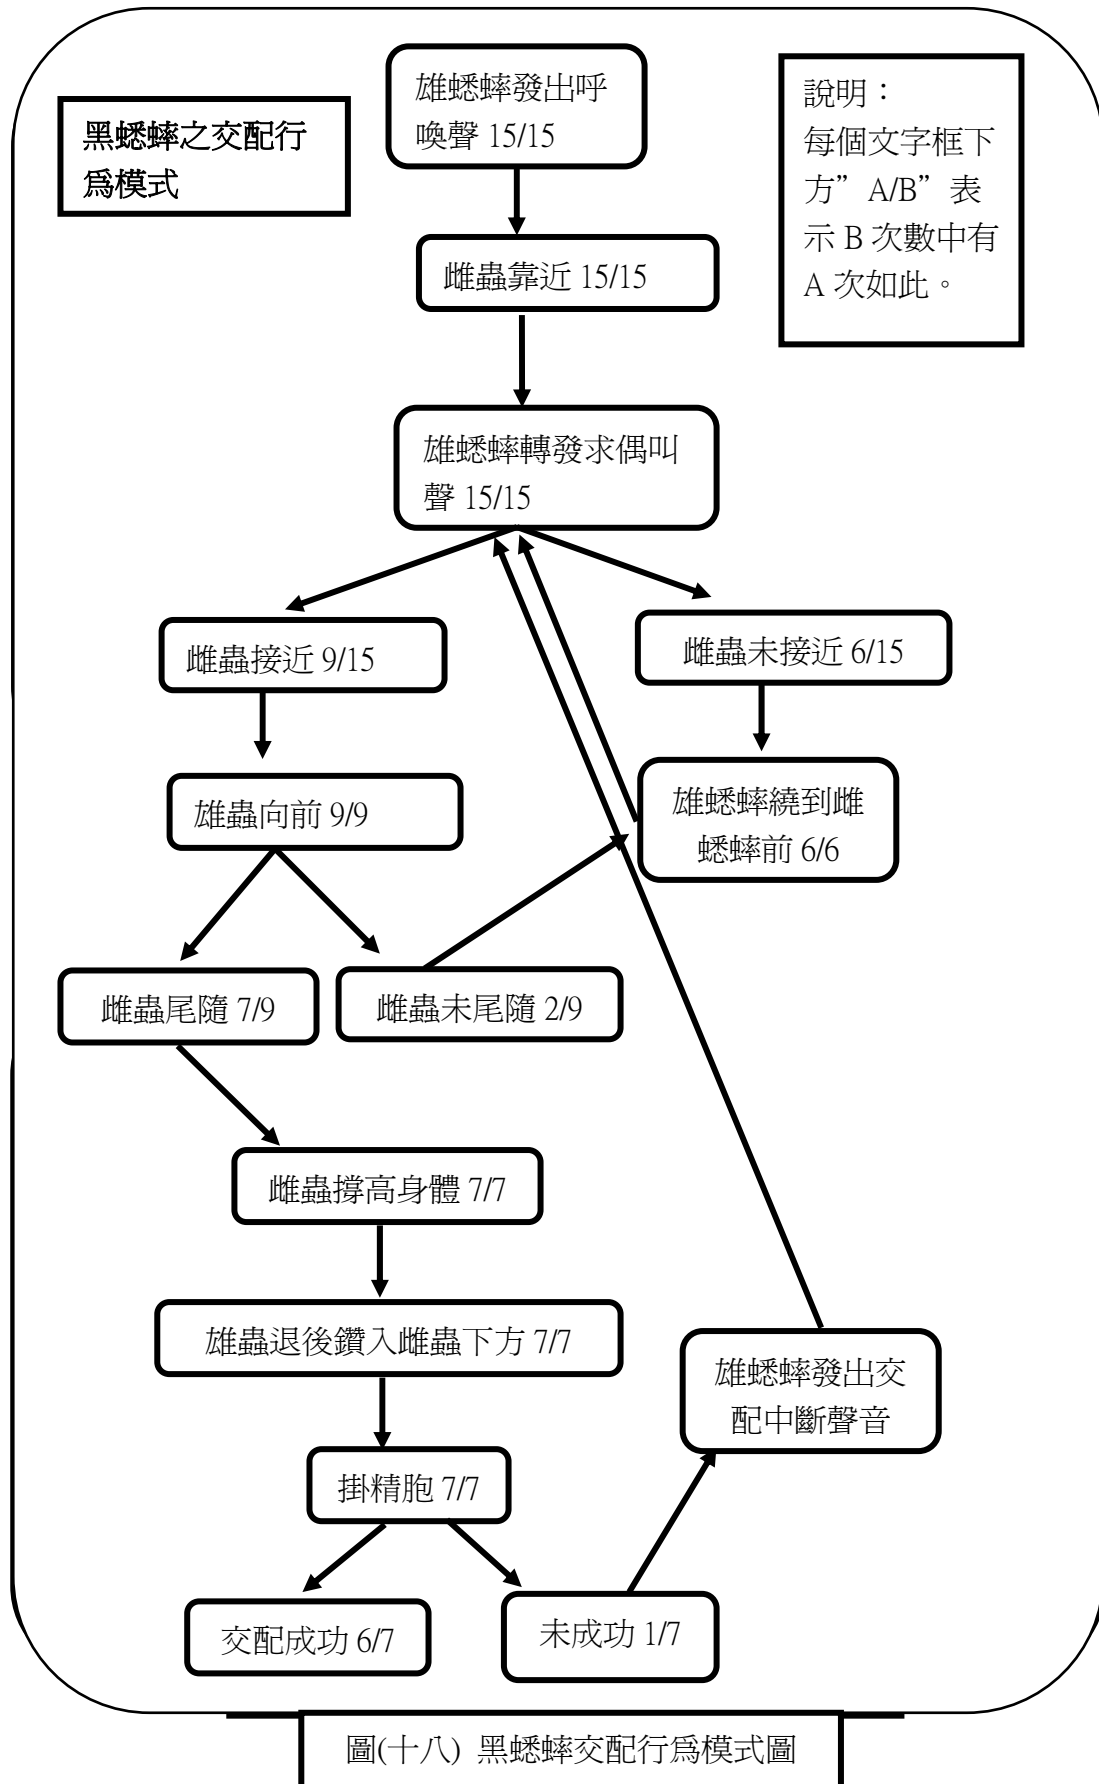 雄蟋蟀發出呼
喚聲 15/15
黑蟋蟀之交配行
為模式
說明：
每個文字框下
方”A/B”表
示 B 次數中有
A 次如此。
雌蟲靠近 15/15
雄蟋蟀轉發求偶叫
聲 15/15
雌蟲接近 9/15
雌蟲未接近 6/15
雄蟲向前 9/9
雄蟋蟀繞到雌
蟋蟀前 6/6
雌蟲尾隨 7/9
雌蟲未尾隨 2/9
雌蟲撐高身體 7/7
雄蟲退後鑽入雌蟲下方 7/7
雄蟋蟀發出交
配中斷聲音
掛精胞 7/7
交配成功 6/7
未成功 1/7
圖(十八) 黑蟋蟀交配行為模式圖